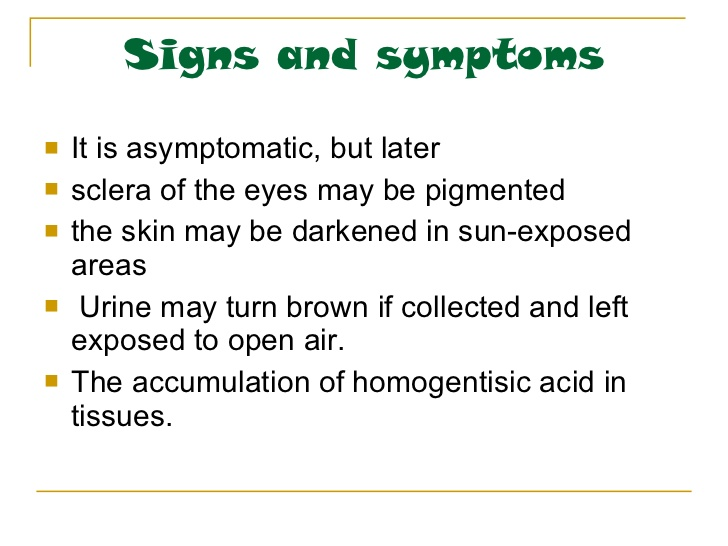 Signs and symptoms
It is asymptomatic, but later
sclera of the eyes may be pigmented
the skin may be darkened in sun-exposed
areas
Urine may turn brown if collected and left
exposed to open air.
The accumulation of homogentisic acid in
tissues.